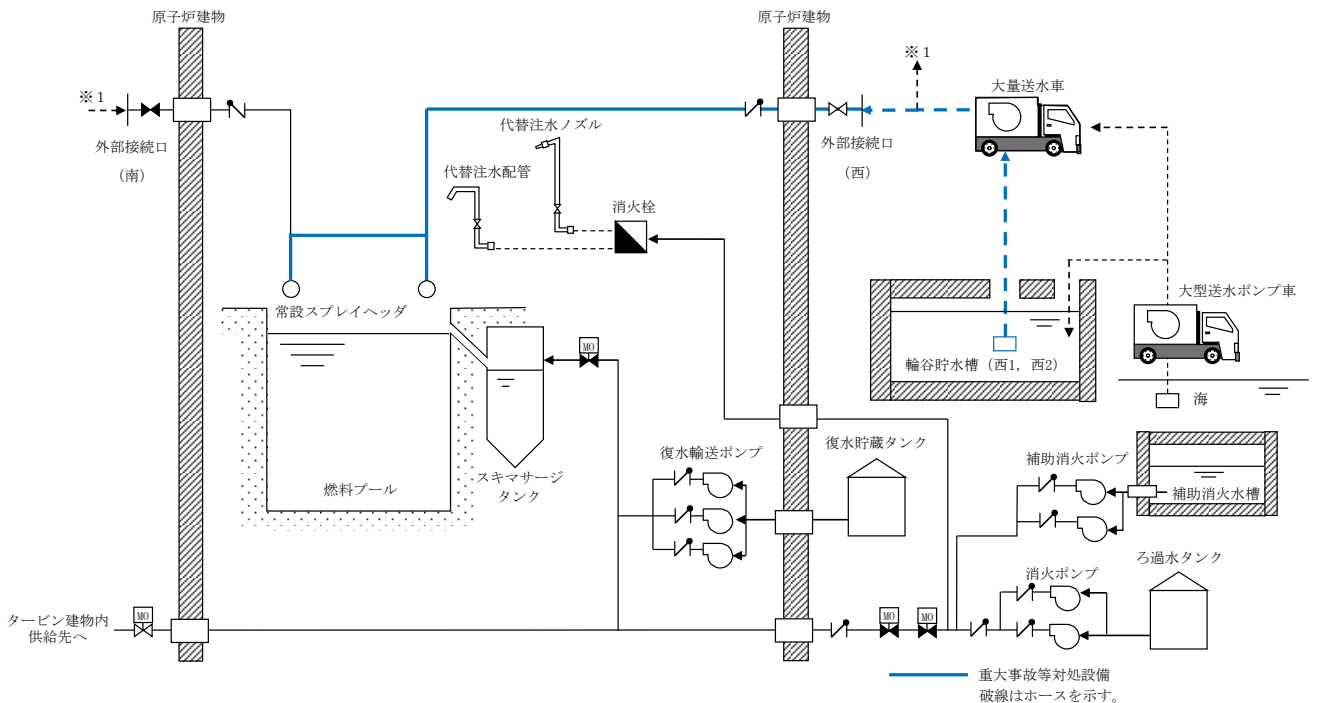 原子炉建物
原子炉建物
※1
※1
大量送水車
外部接続口
（南）
代替注水ノズル
代替注水配管
消火栓
外部接続口
（西）
常設スプレイヘッダ
大型送水ポンプ車
MO
輪谷貯水槽（西1，西2）
海
燃料プール
スキマサージ
タンク
復水輸送ポンプ
復水貯蔵タンク
補助消火ポンプ
補助消火水槽
消火ポンプ
ろ過水タンク
タービン建物内
供給先へ
MO
MO
MO
重大事故等対処設備
破線はホースを示す。